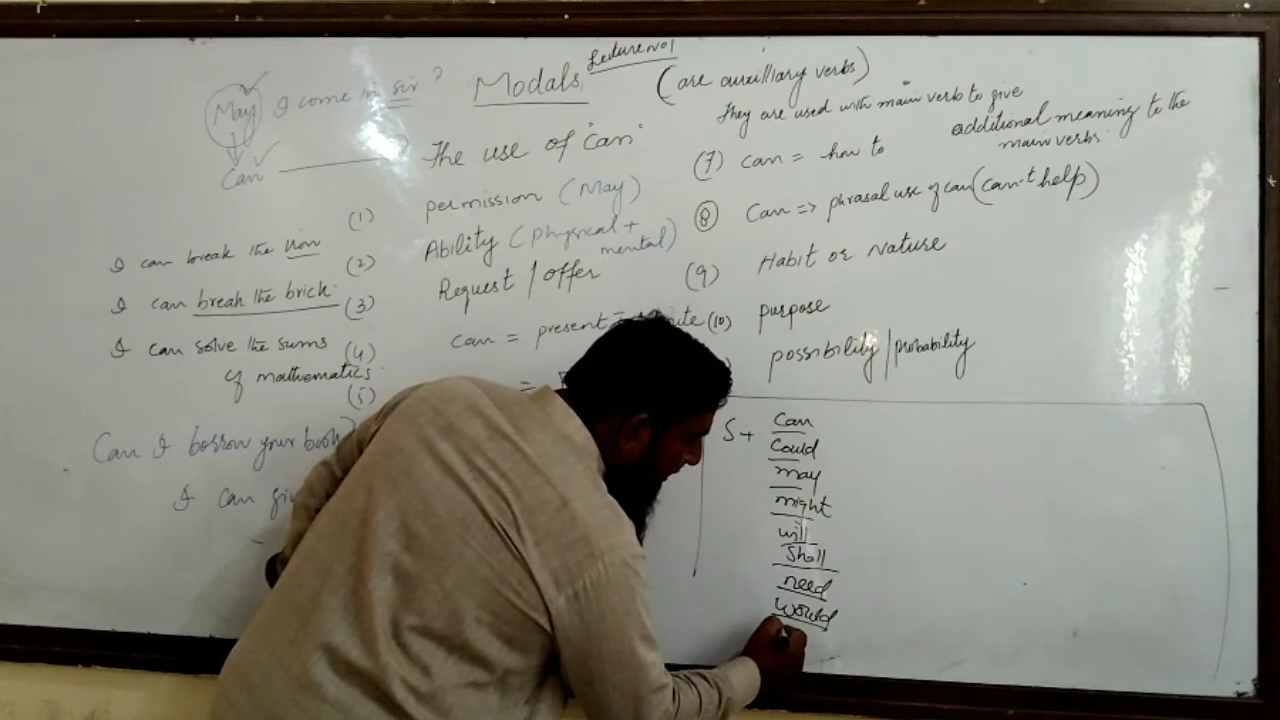 Modals Lecture no 1
(are auxilliary verbs)
They are used with main verb to give
additional meaning to the
main verbs.
May I come in sir?
Can
The use of "can"
(1) permission (May)
(2) Ability (Physical + mental)
(3) Request / offer
(4) can = present
(5) =
(7) can = how to
(8) Can => phrasal use of can (can't help)
(9) Habit or Nature
(10) purpose
possibility / probability
I can break the iron
I can break the brick.
I can solve the sums
of mathematics.
Can I borrow your book
I can
S + Can
Could
may
might
will
Shall
need
would